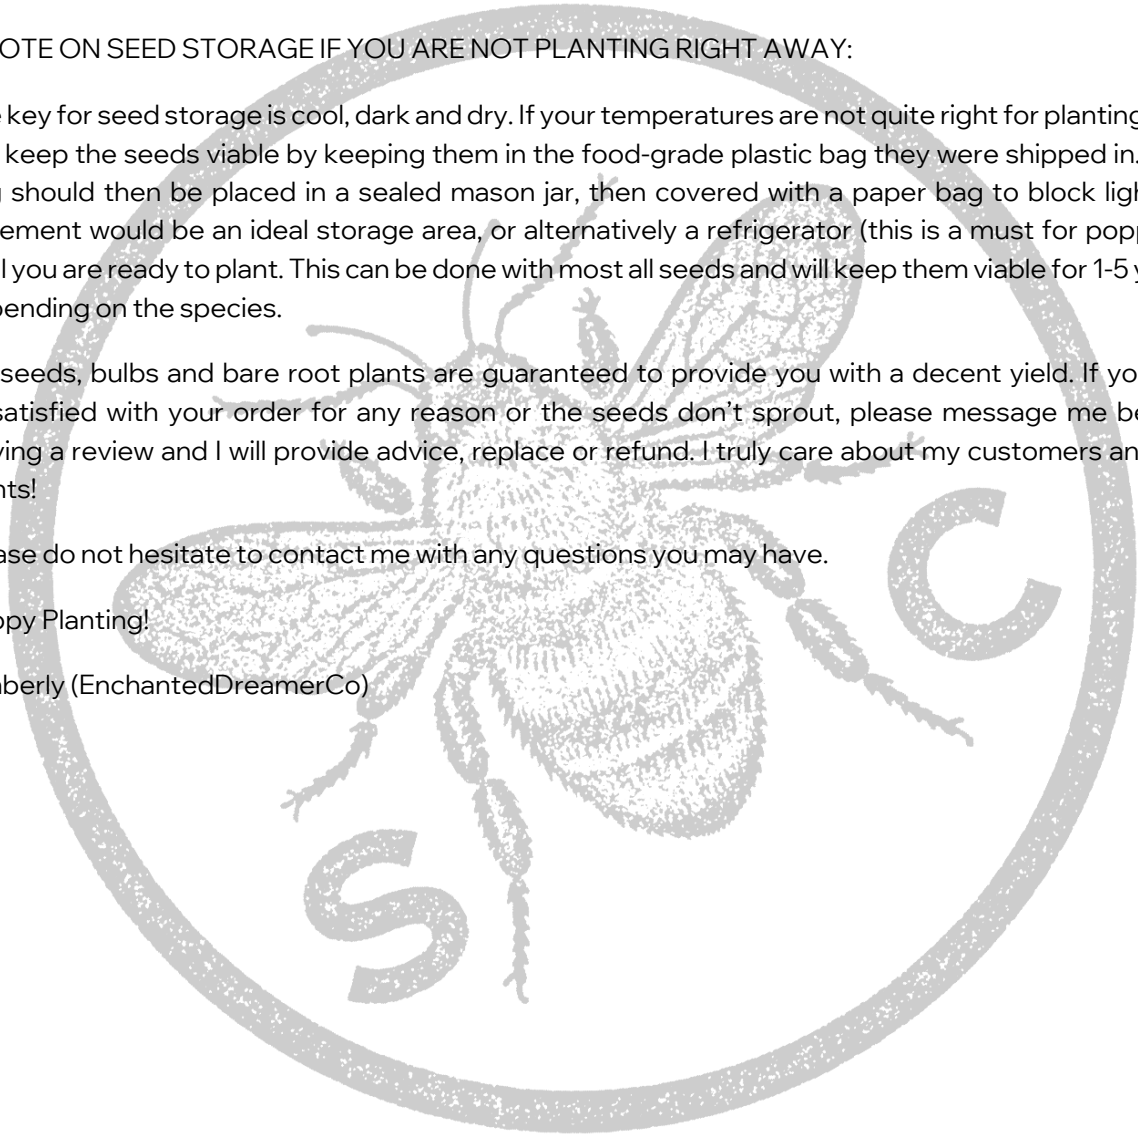 OTE ON SEED STORAGE IF YOU ARE NOT PLANTING RIGHT AWAY:
key for seed storage is cool, dark and dry. If your temperatures are not quite right for planting
keep the seeds viable by keeping them in the food-grade plastic bag they were shipped in.
g should then be placed in a sealed mason jar, then covered with a paper bag to block ligh
ement would be an ideal storage area, or alternatively a refrigerator (this is a must for popp
l you are ready to plant. This can be done with most all seeds and will keep them viable for 1-5 y
pending on the species.
seeds, bulbs and bare root plants are guaranteed to provide you with a decent yield. If yo
satisfied with your order for any reason or the seeds don't sprout, please message me be
ving a review and I will provide advice, replace or refund. I truly care about my customers an
nts!
ase do not hesitate to contact me with any questions you may have.
ppy Planting!
berly (EnchantedDreamerCo)
C
S